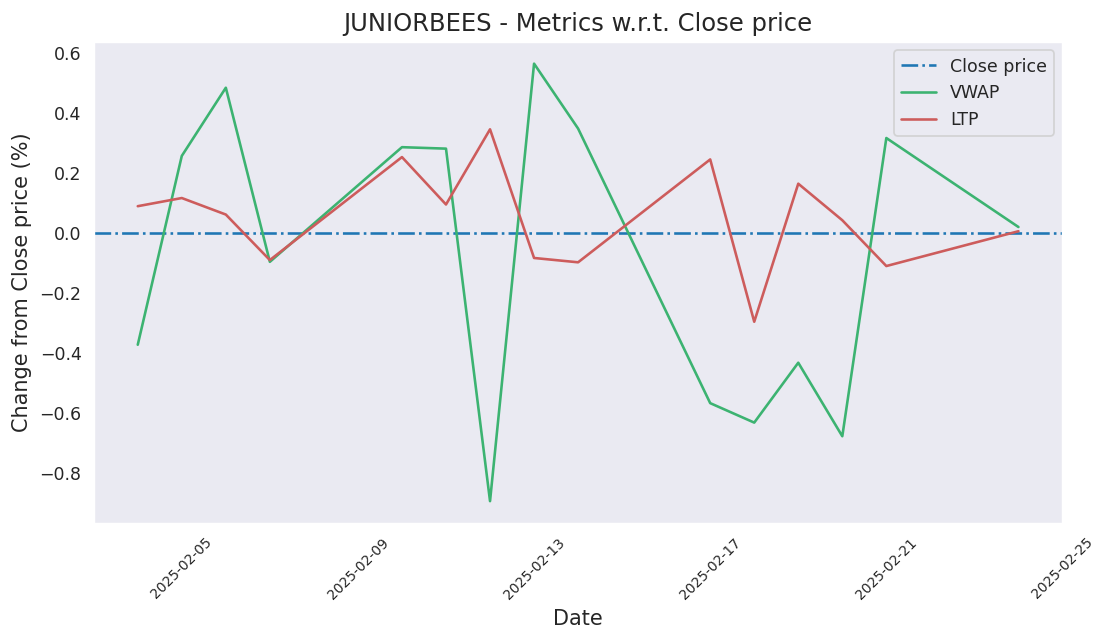 JUNIORBEES - Metrics w.r.t. Close price
Close price
VWAP
LTP
Change from Close price (%)
0.6
0.4
0.2
0.0
−0.2
−0.4
−0.6
−0.8
2025-02-05
2025-02-09
2025-02-13
2025-02-17
2025-02-21
2025-02-25
Date